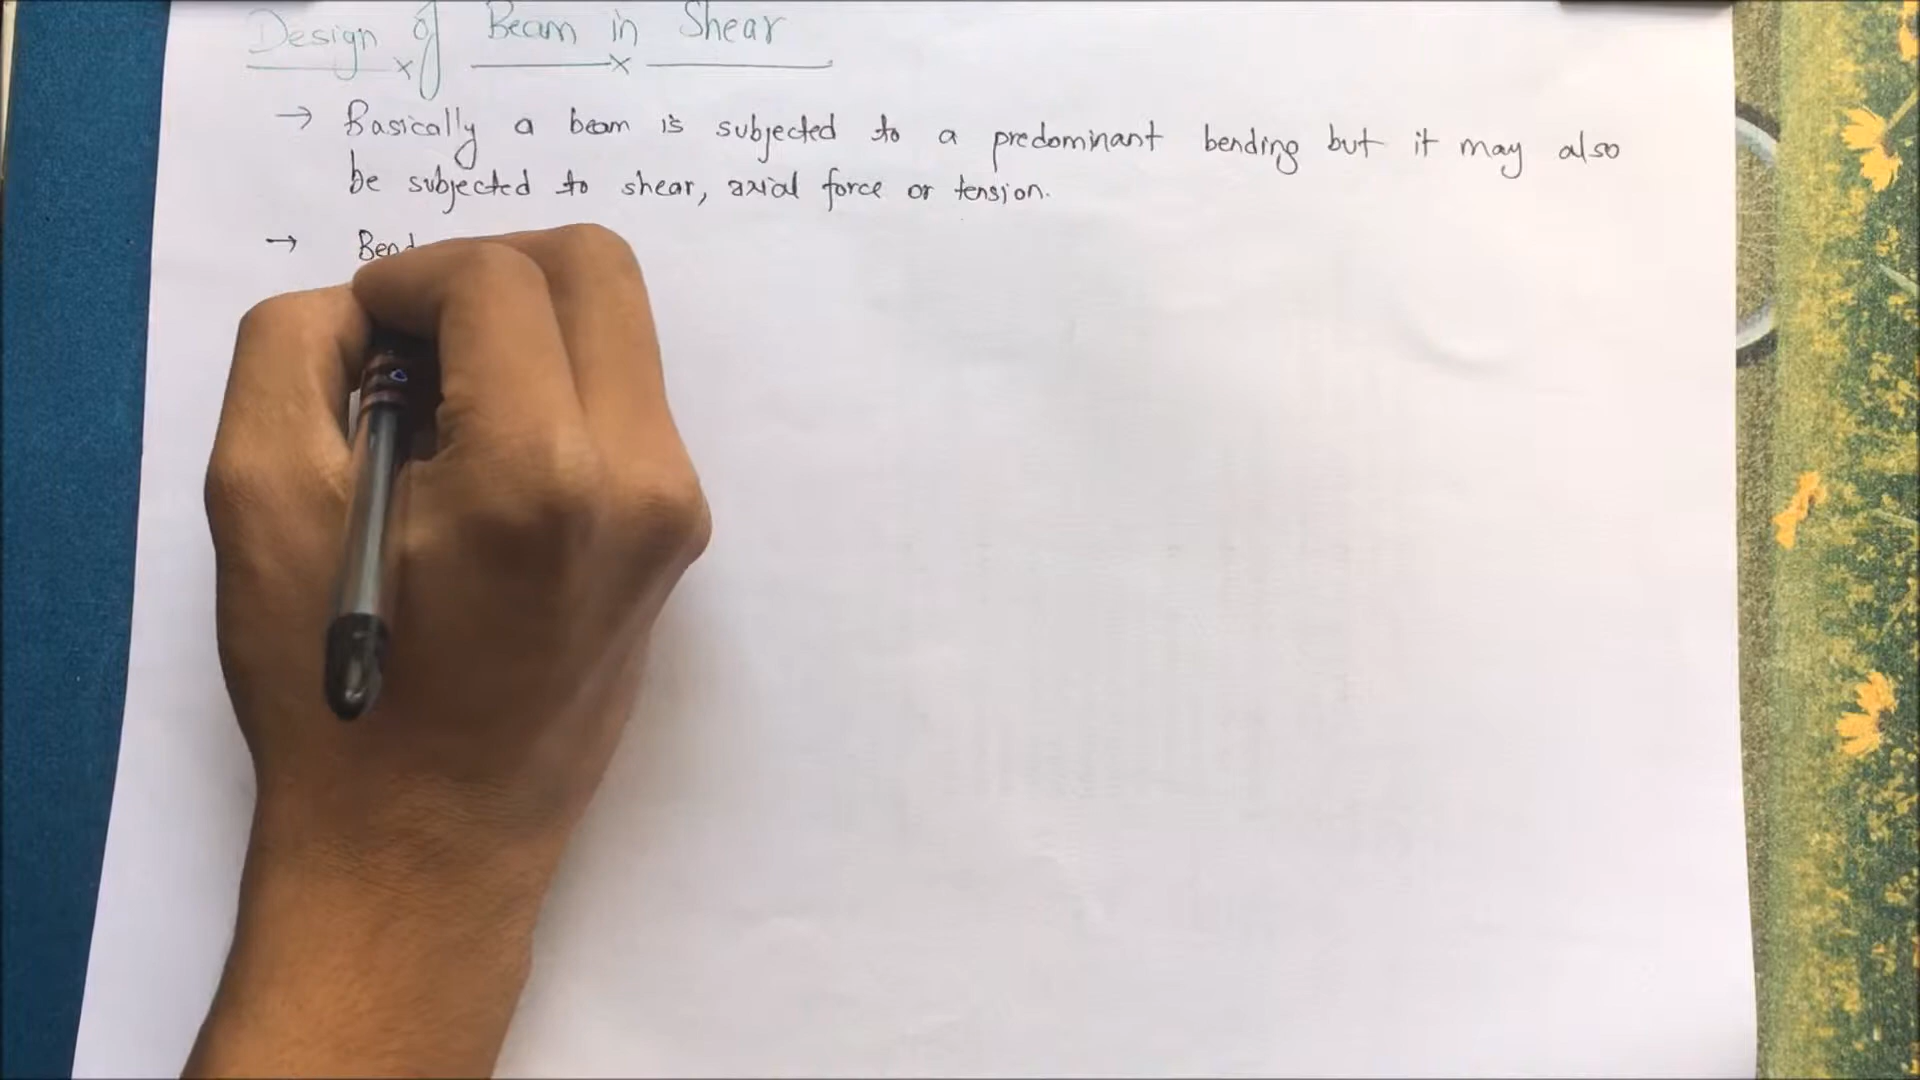 Design of Beam in Shear
→ Basically a beam is subjected to a predominant bending but it may also
be subjected to shear, axial force or tension.
→ Bend